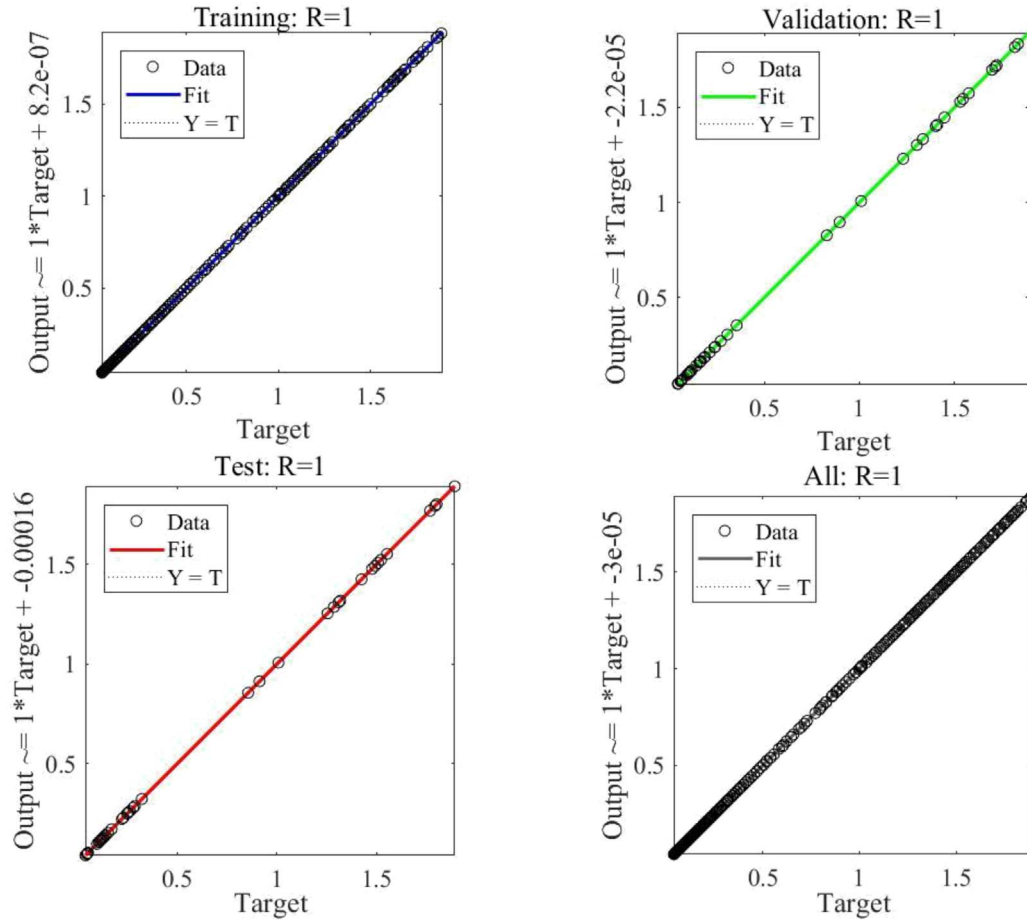 Training: R=1
Output ~= 1*Target + 8.2e-07
Data
Fit
Y = T
1.5
1
0.5
0.5 1 1.5
Target
Validation: R=1
Output ~= 1*Target + -2.2e-05
Data
Fit
Y = T
1.5
1
0.5
0.5 1 1.5
Target
Test: R=1
Output ~= 1*Target + -0.00016
Data
Fit
Y = T
1.5
1
0.5
0.5 1 1.5
Target
All: R=1
Output ~= 1*Target + -3e-05
Data
Fit
Y = T
1.5
1
0.5
0.5 1 1.5
Target